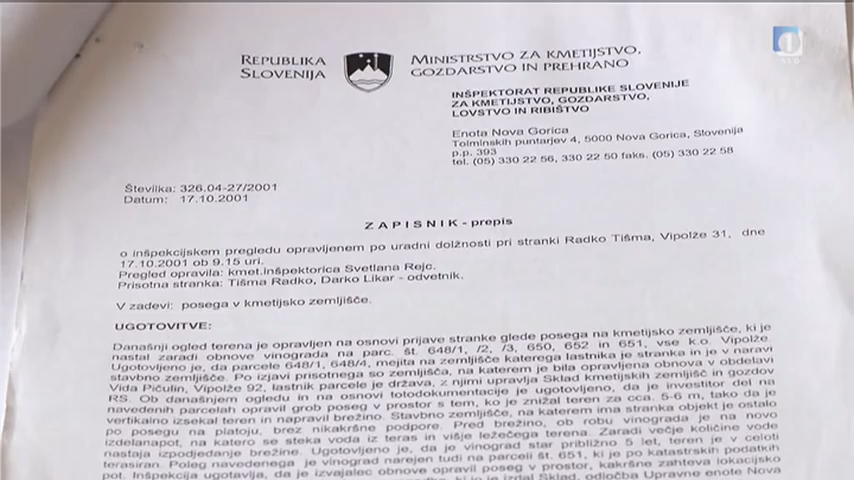 REPUBLIKA
SLOVENIJA
MINISTRSTVO ZA KMETIJSTVO,
GOZDARSTVO IN PREHRANO
1
SLO
INŠPEKTORAT REPUBLIKE SLOVENIJE
ZA KMETIJSTVO, GOZDARSTVO,
LOVSTVO IN RIBIŠTVO
Enota Nova Gorica
Tolminskih puntarjev 4, 5000 Nova Gorica, Slovenija
p.p. 393
tel. (05) 330 22 56, 330 22 50 faks. (05) 330 22 58
Številka: 326.04-27/2001
Datum: 17.10.2001
ZAPISNIK - prepis
o inšpekcijskem pregledu opravljenem po uradni dolžnosti pri stranki Radko Tišma, Vipolže 31, dne
17.10.2001 ob 9.15 uri.
Pregled opravila: kmet.inšpektorica Svetlana Rejc.
Prisotna stranka: Tišma Radko, Darko Likar - odvetnik.
V zadevi: posega v kmetijsko zemljišče.
UGOTOVITVE:
Današnji ogled terena je opravljen na osnovi prijave stranke glede posega na kmetijsko zemljišče, ki je
nastal zaradi obnove vinograda na parc. št. 648/1, /2, /3, 650, 652 in 651, vse k.o. Vipolže.
Ugotovljeno je, da parcele 648/1, 648/4, mejita na zemljišče katerega lastnika je stranka in je v naravi
stavbno zemljišče. Po izjavi prisotnega so zemljišča, na katerem je bila opravljena obnova v obdelavi
Vida Pičulin, Vipolže 92, lastnik parcele je država, z njimi upravlja Sklad kmetijskih zemljišč in gozdov
RS. Ob današnjem ogledu in na osnovi fotodokumentacije je ugotovljeno, da je investitor del na
navedenih parcelah opravil grob poseg v prostor s tem, ko je znižal teren za cca. 5-6 m, tako da je
vertikalno izsekal teren in napravil brežino. Stavbno zemljišče, na katerem ima stranka objekt je ostalo
po posegu na platoju, brez nikakršne podpore. Pred brežino, ob robu vinograda je na novo
izdelanapot, na katero se steka voda iz teras in višje ležečega terena. Zaradi večje količine vode
nastaja izpodjedanje brežine. Ugotovljeno je, da je vinograd star približno 5 let, teren je v celoti
terasiran. Poleg navedenega je vinograd narejen tudi na parceli št. 651, ki je po katastrskih podatkih
pot. Inšpekcija ugotavlja, da je izvajalec obnove opravil poseg v prostor, kakršne zahteva lokacijsko
ki jo je izdal Sklad, odločba Upravne enote Nova